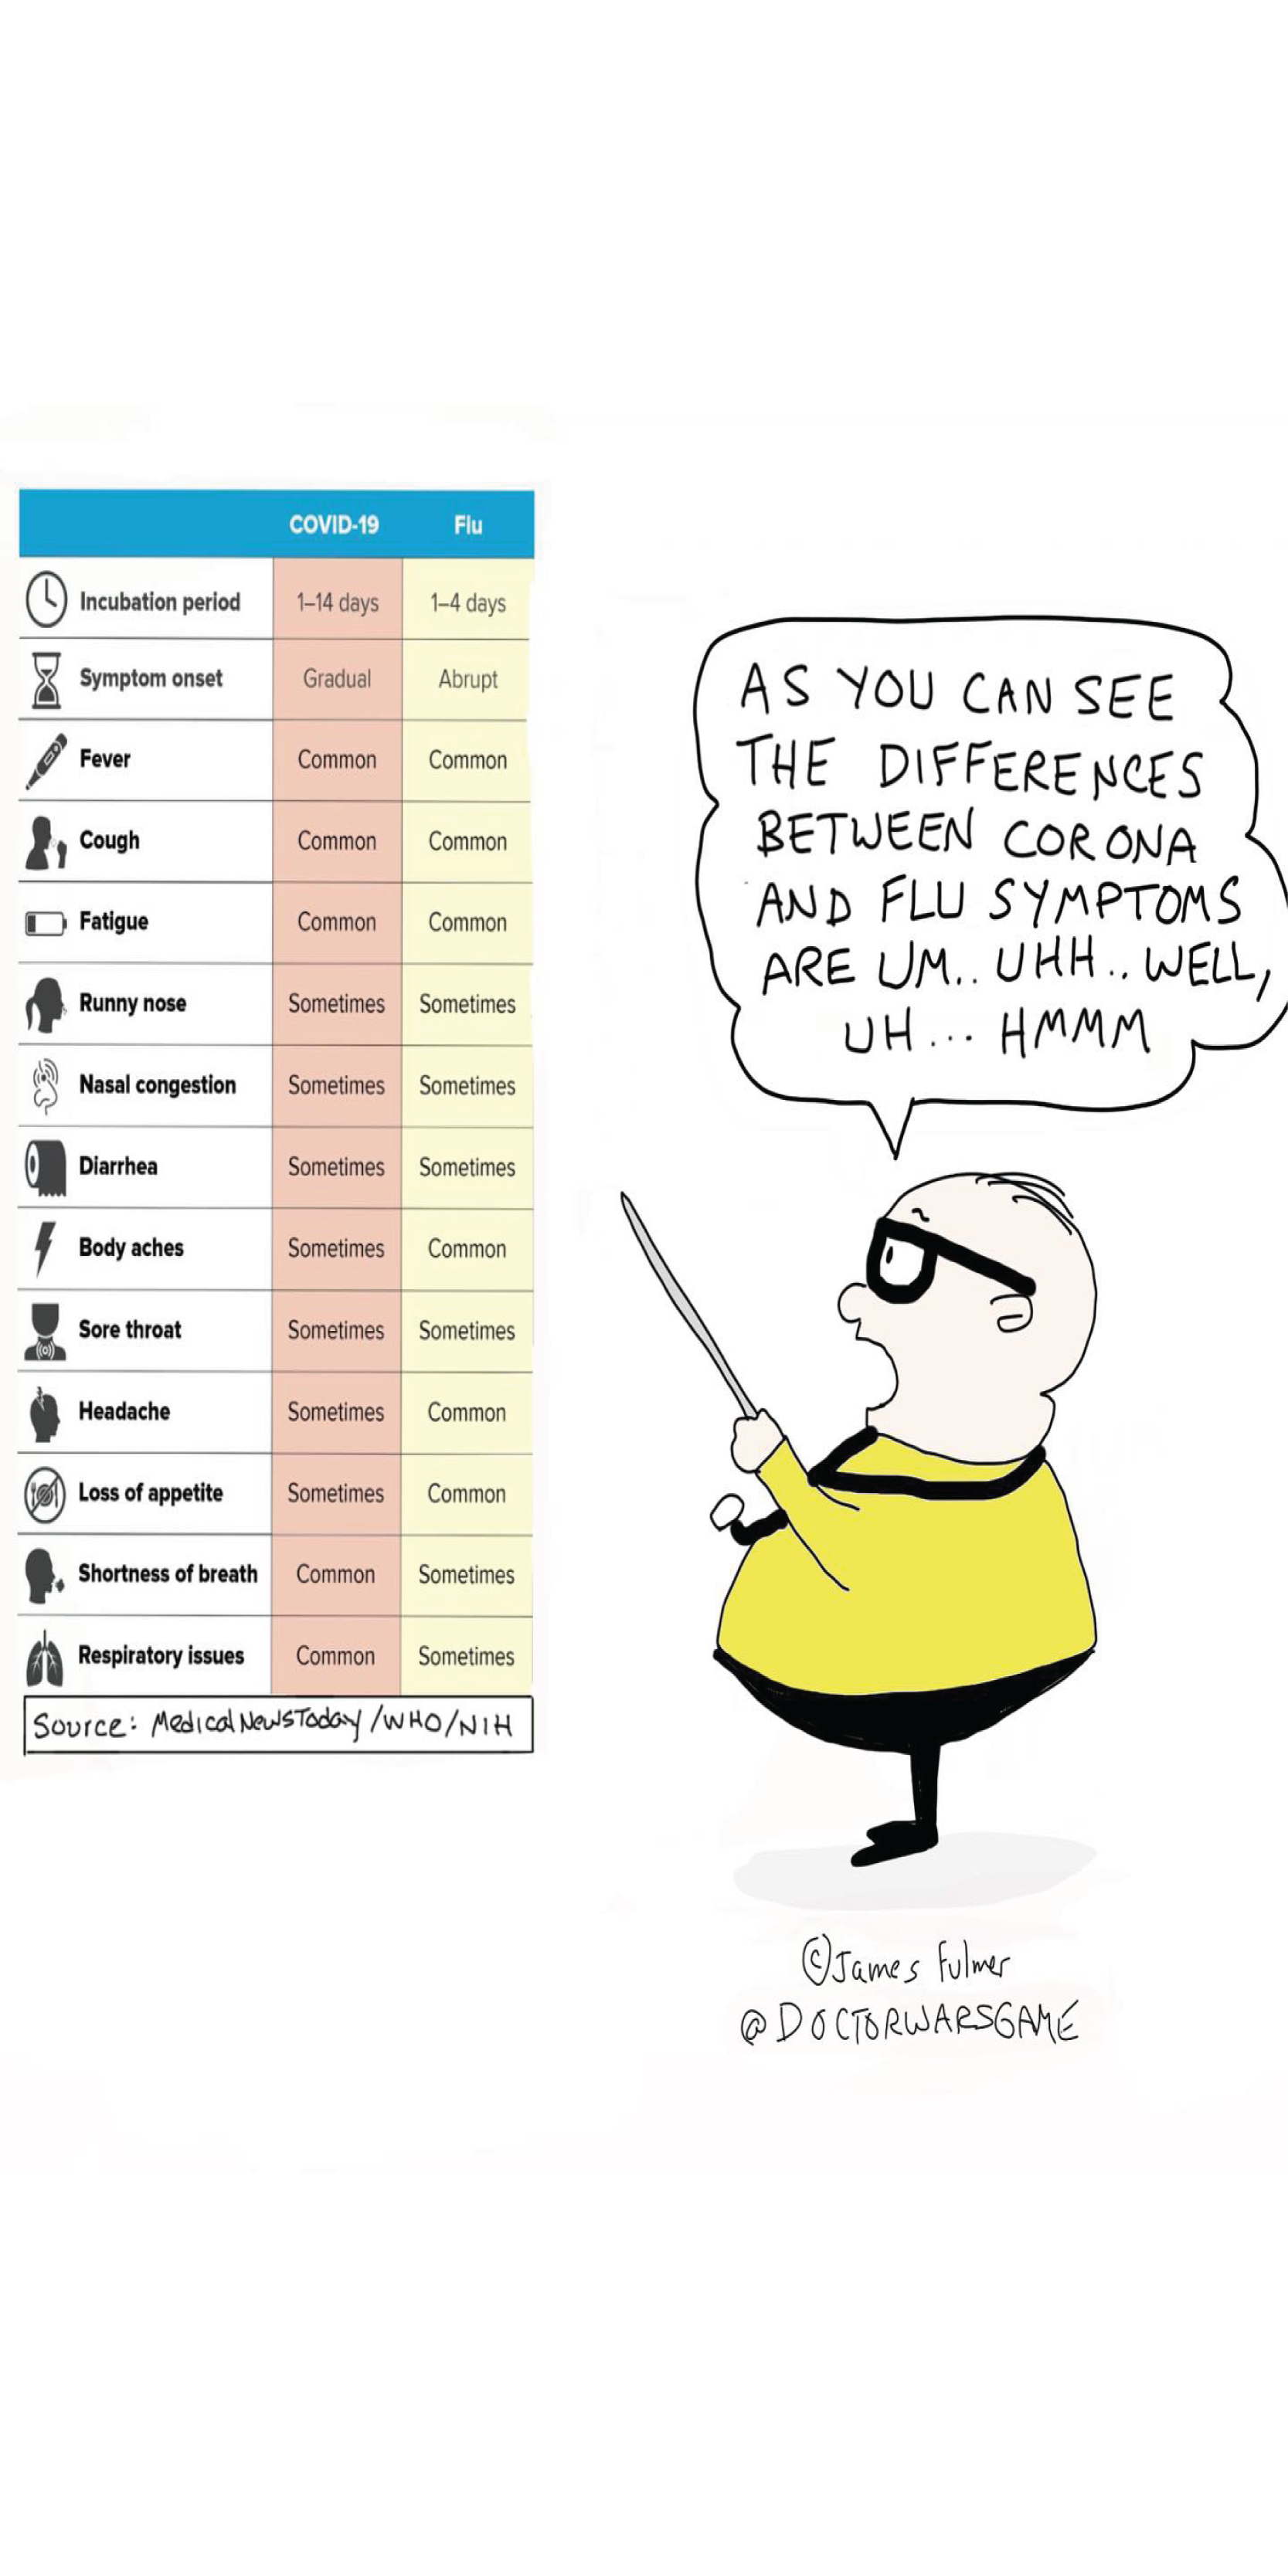 COVID-19 Flu
Incubation period 1–14 days 1–4 days
Symptom onset Gradual Abrupt
Fever Common Common
Cough Common Common
Fatigue Common Common
Runny nose Sometimes Sometimes
Nasal congestion Sometimes Sometimes
Diarrhea Sometimes Sometimes
Body aches Sometimes Common
Sore throat Sometimes Sometimes
Headache Sometimes Common
Loss of appetite Sometimes Common
Shortness of breath Common Sometimes
Respiratory issues Common Sometimes
Source: MedicalNewsToday/WHO/NIH
AS YOU CAN SEE
THE DIFFERENCES
BETWEEN CORONA
AND FLU SYMPTOMS
ARE UM.. UHH.. WELL,
UH... HMMM
©James Fulmer
@DOCTORWARSGAME